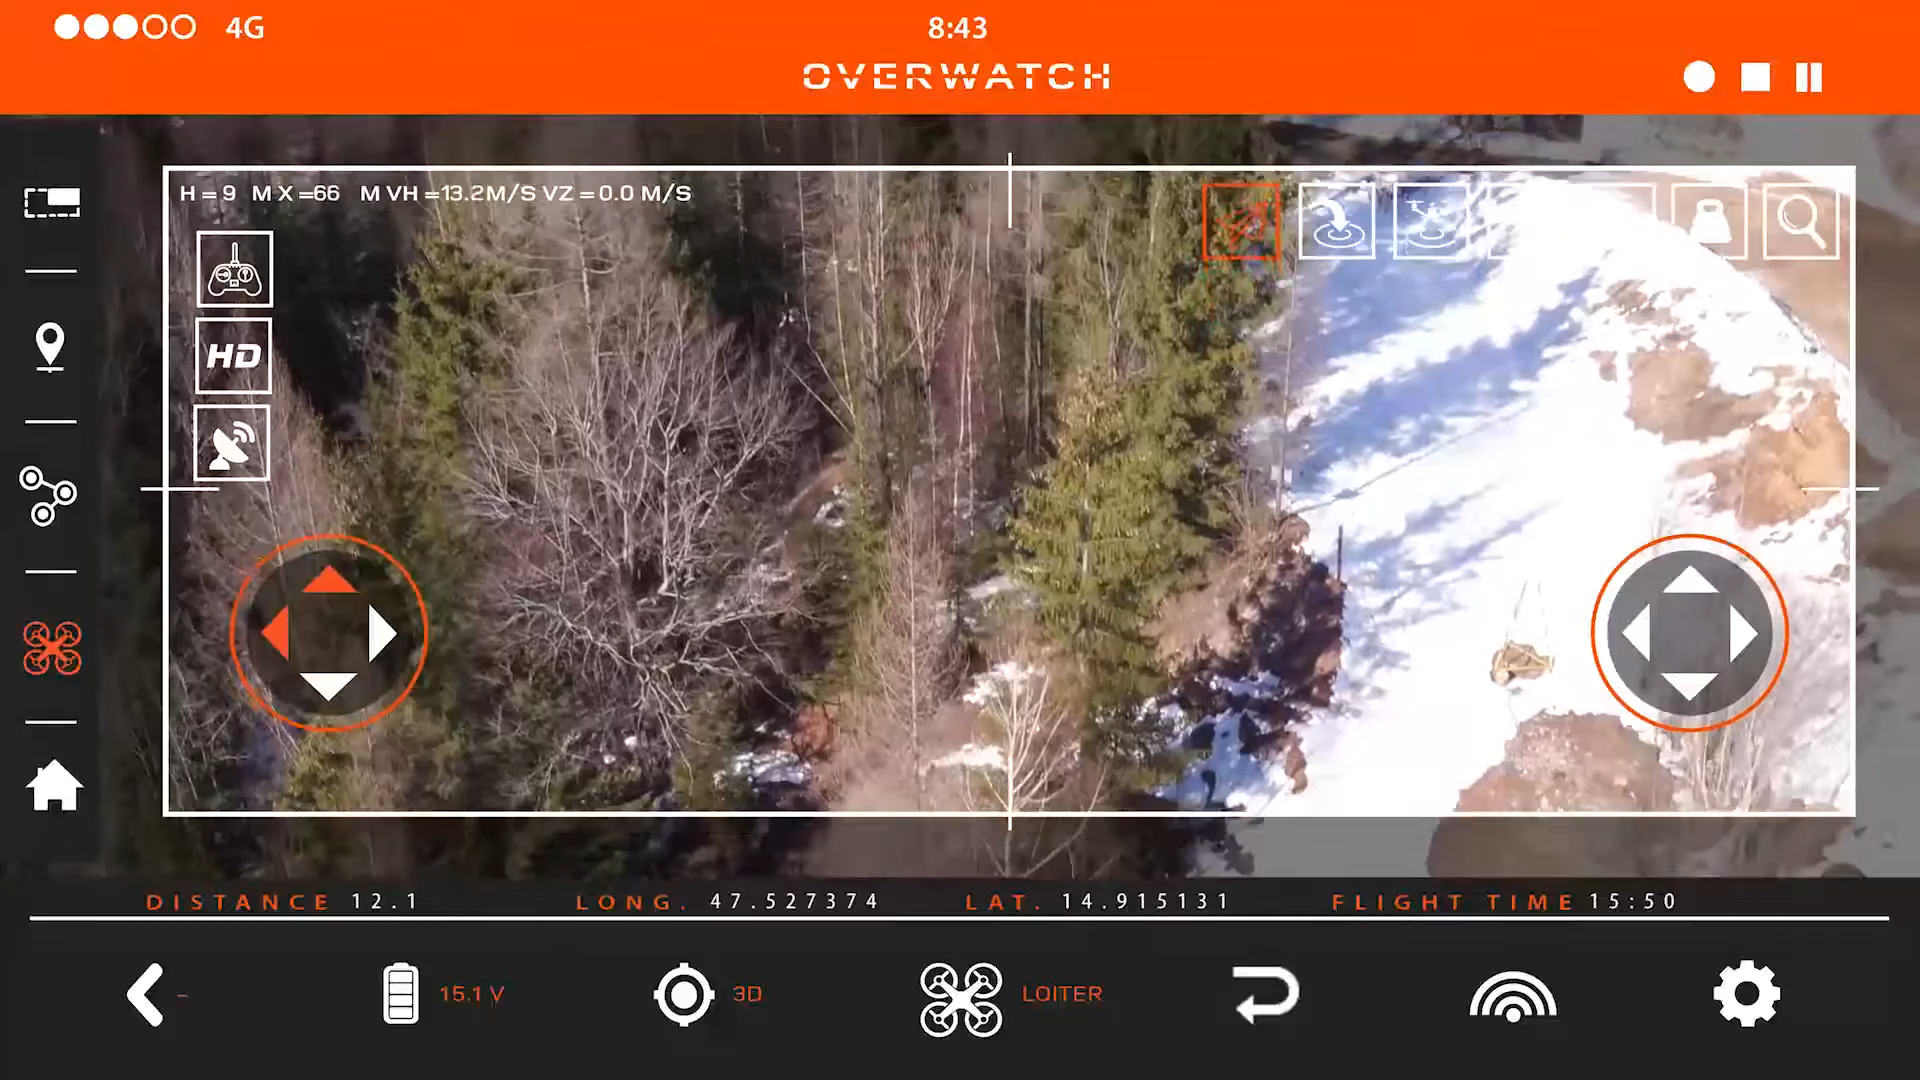 4G
8:43
OVERWATCH
H = 9 M X =66 M VH =13.2M/S VZ = 0.0 M/S
HD
DISTANCE 12.1 LONG. 47.527374 LAT. 14.915131 FLIGHT TIME 15:50
- 15.1 V 3D LOITER